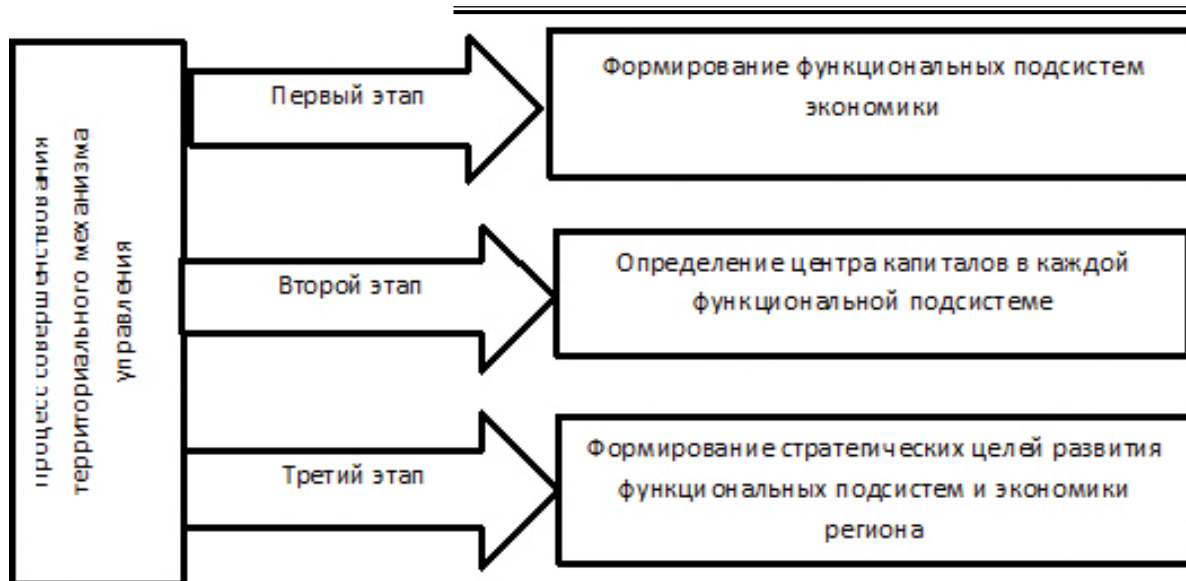 Процесс совершенствования
территориального механизма
управления
Первый этап
Формирование функциональных подсистем
экономики
Второй этап
Определение центра капиталов в каждой
функциональной подсистеме
Третий этап
Формирование стратегических целей развития
функциональных подсистем и экономики
региона